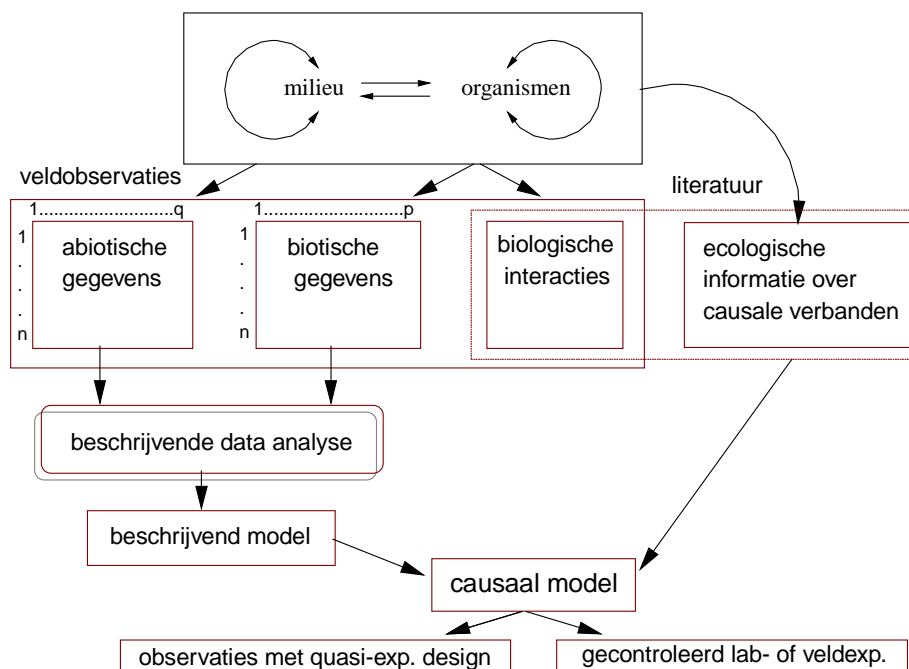 milieu
organismen
veldobservaties
literatuur
1..........................q
1...........................p
1
.
.
.
n
abiotische
gegevens
1
.
.
.
n
biotische
gegevens
biologische
interacties
ecologische
informatie over
causale verbanden
beschrijvende data analyse
beschrijvend model
causaal model
observaties met quasi-exp. design
gecontroleerd lab- of veldexp.